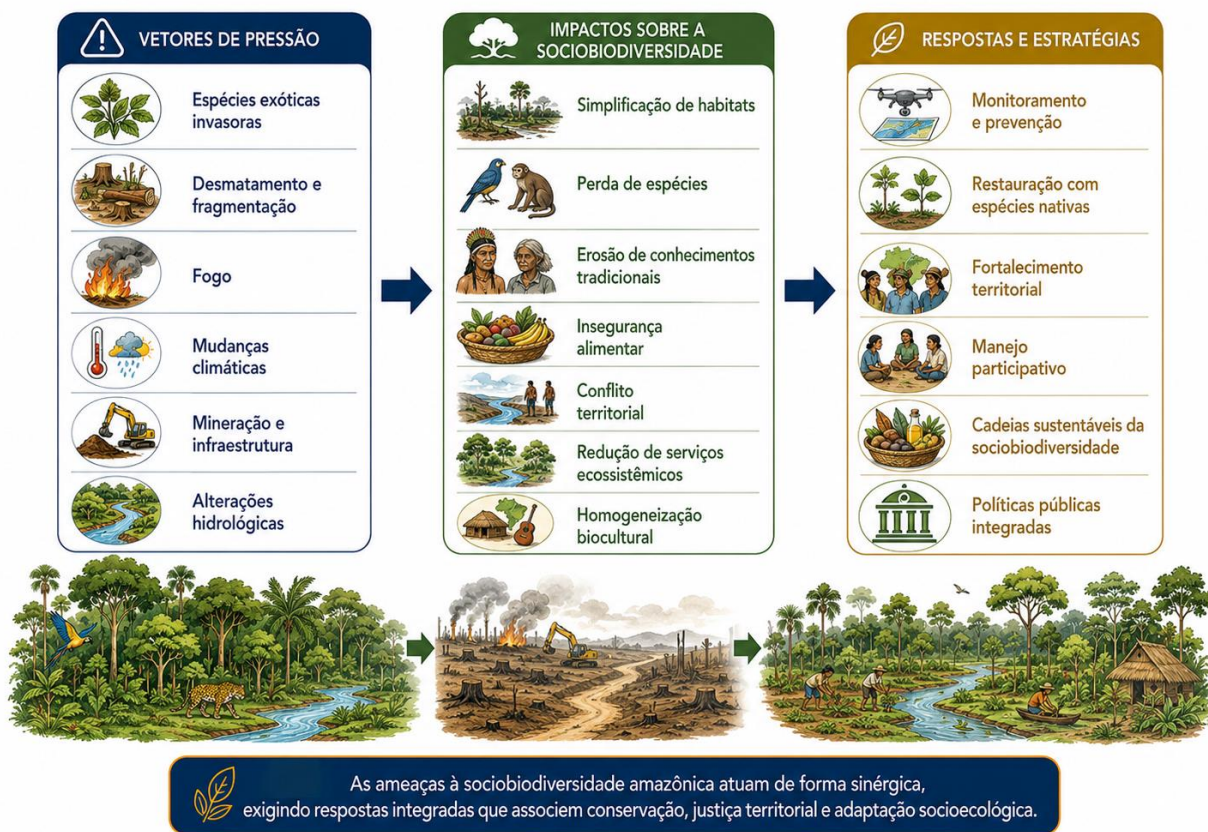 VETORES DE PRESSÃO
Espécies exóticas
invasoras
Desmatamento e
fragmentação
Fogo
Mudanças
climáticas
Mineração e
infraestrutura
Alterações
hidrológicas
IMPACTOS SOBRE A
SOCIOBIODIVERSIDADE
Simplificação de habitats
Perda de espécies
Erosão de conhecimentos
tradicionais
Insegurança
alimentar
Conflito
territorial
Redução de serviços
ecossistêmicos
Homogeneização
biocultural
RESPOSTAS E ESTRATÉGIAS
Monitoramento
e prevenção
Restauração com
espécies nativas
Fortalecimento
territorial
Manejo
participativo
Cadeias sustentáveis da
sociobiodiversidade
Políticas públicas
integradas
As ameaças à sociobiodiversidade amazônica atuam de forma sinérgica,
exigindo respostas integradas que associem conservação, justiça territorial e adaptação socioecológica.